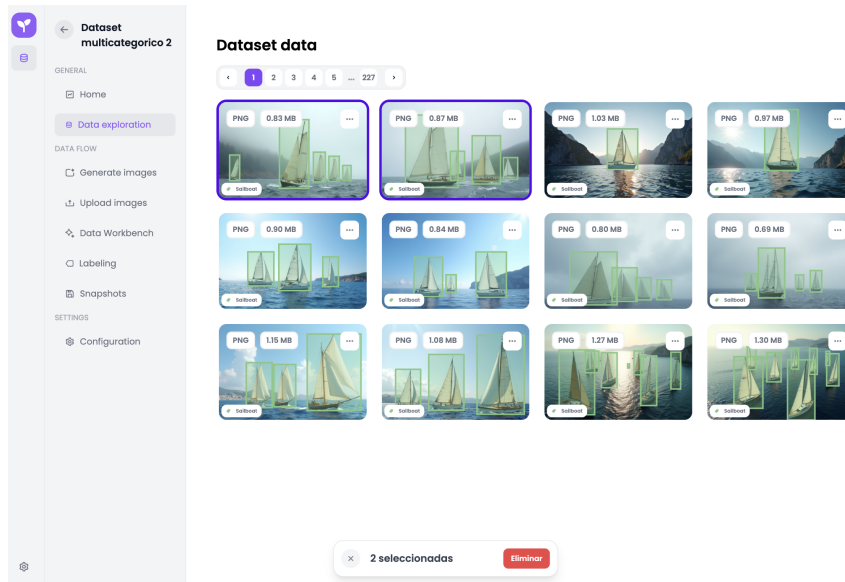 Dataset
multicategorico 2
GENERAL
Home
Data exploration
DATA FLOW
Generate images
Upload images
Data Workbench
Labeling
Snapshots
SETTINGS
Configuration
Dataset data
‹ 1 2 3 4 5 ... 227 ›
PNG 0.83 MB ...
Sailboat
PNG 0.87 MB ...
Sailboat
PNG 1.03 MB ...
Sailboat
PNG 0.97 MB ...
Sailboat
PNG 0.90 MB ...
Sailboat
PNG 0.84 MB ...
Sailboat
PNG 0.80 MB ...
Sailboat
PNG 0.69 MB ...
Sailboat
PNG 1.15 MB ...
Sailboat
PNG 1.08 MB ...
Sailboat
PNG 1.27 MB ...
Sailboat
PNG 1.30 MB ...
Sailboat
2 seleccionadas
Eliminar